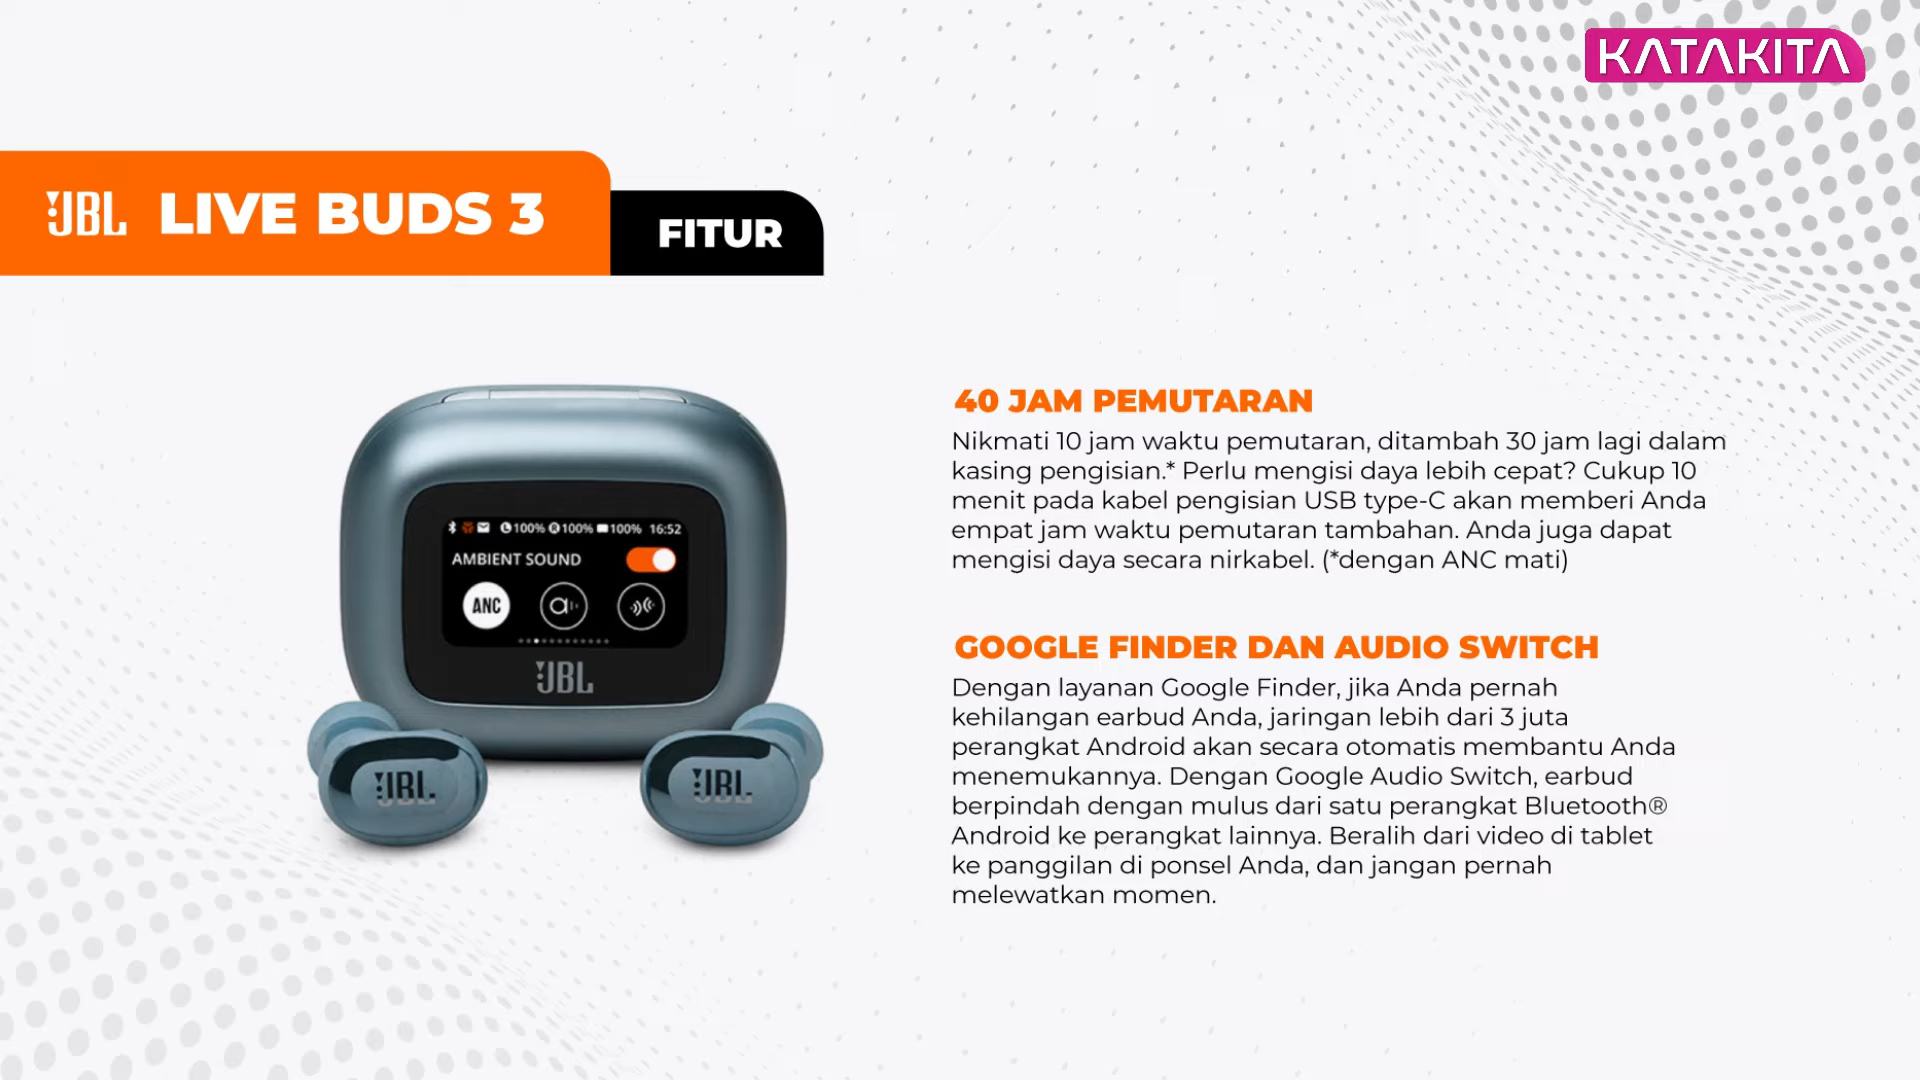 KATAKITA
JBL LIVE BUDS 3
FITUR
100% R 100% 100% 16:52
AMBIENT SOUND
ANC
JBL
JBL
JBL
40 JAM PEMUTARAN
Nikmati 10 jam waktu pemutaran, ditambah 30 jam lagi dalam
kasing pengisian.* Perlu mengisi daya lebih cepat? Cukup 10
menit pada kabel pengisian USB type-C akan memberi Anda
empat jam waktu pemutaran tambahan. Anda juga dapat
mengisi daya secara nirkabel. (*dengan ANC mati)
GOOGLE FINDER DAN AUDIO SWITCH
Dengan layanan Google Finder, jika Anda pernah
kehilangan earbud Anda, jaringan lebih dari 3 juta
perangkat Android akan secara otomatis membantu Anda
menemukannya. Dengan Google Audio Switch, earbud
berpindah dengan mulus dari satu perangkat Bluetooth®
Android ke perangkat lainnya. Beralih dari video di tablet
ke panggilan di ponsel Anda, dan jangan pernah
melewatkan momen.